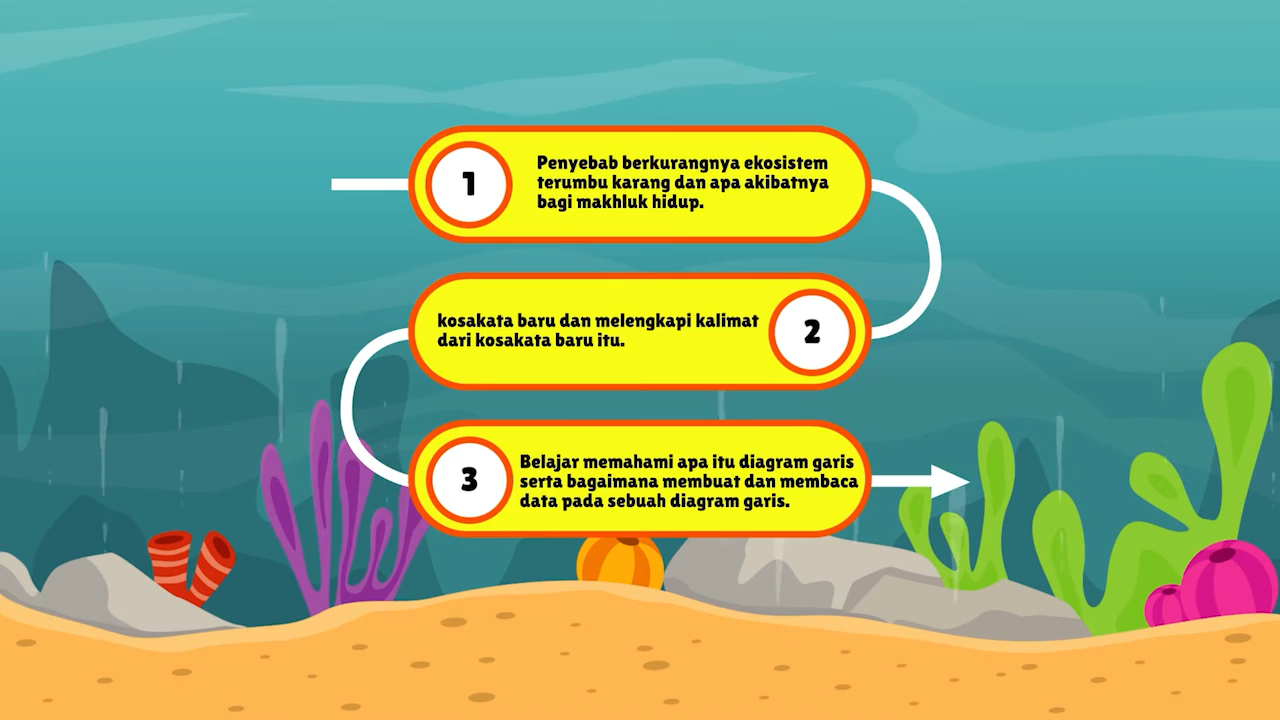 1
Penyebab berkurangnya ekosistem
terumbu karang dan apa akibatnya
bagi makhluk hidup.
kosakata baru dan melengkapi kalimat
dari kosakata baru itu.
2
3
Belajar memahami apa itu diagram garis
serta bagaimana membuat dan membaca
data pada sebuah diagram garis.